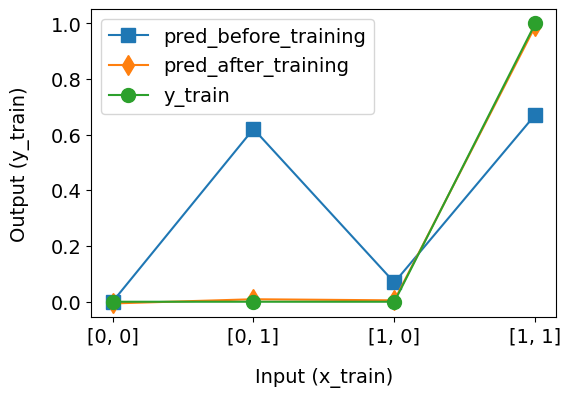 pred_before_training
pred_after_training
y_train
Output (y_train)
1.0
0.8
0.6
0.4
0.2
0.0
[0, 0]
[0, 1]
[1, 0]
[1, 1]
Input (x_train)